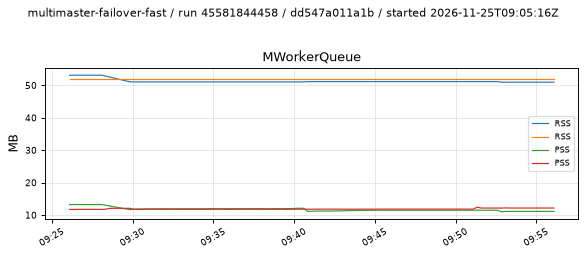 multimaster-failover-fast / run 45581844458 / dd547a011a1b / started 2026-11-25T09:05:16Z
MWorkerQueue
MB
50
40
30
20
10
RSS
RSS
PSS
PSS
09:25
09:30
09:35
09:40
09:45
09:50
09:55